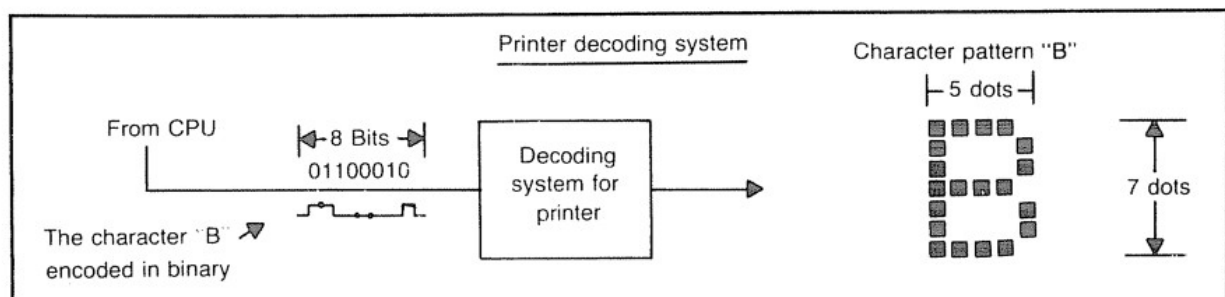 Printer decoding system
Character pattern "B"
5 dots
From CPU
8 Bits
01100010
Decoding
system for
printer
7 dots
The character "B"
encoded in binary